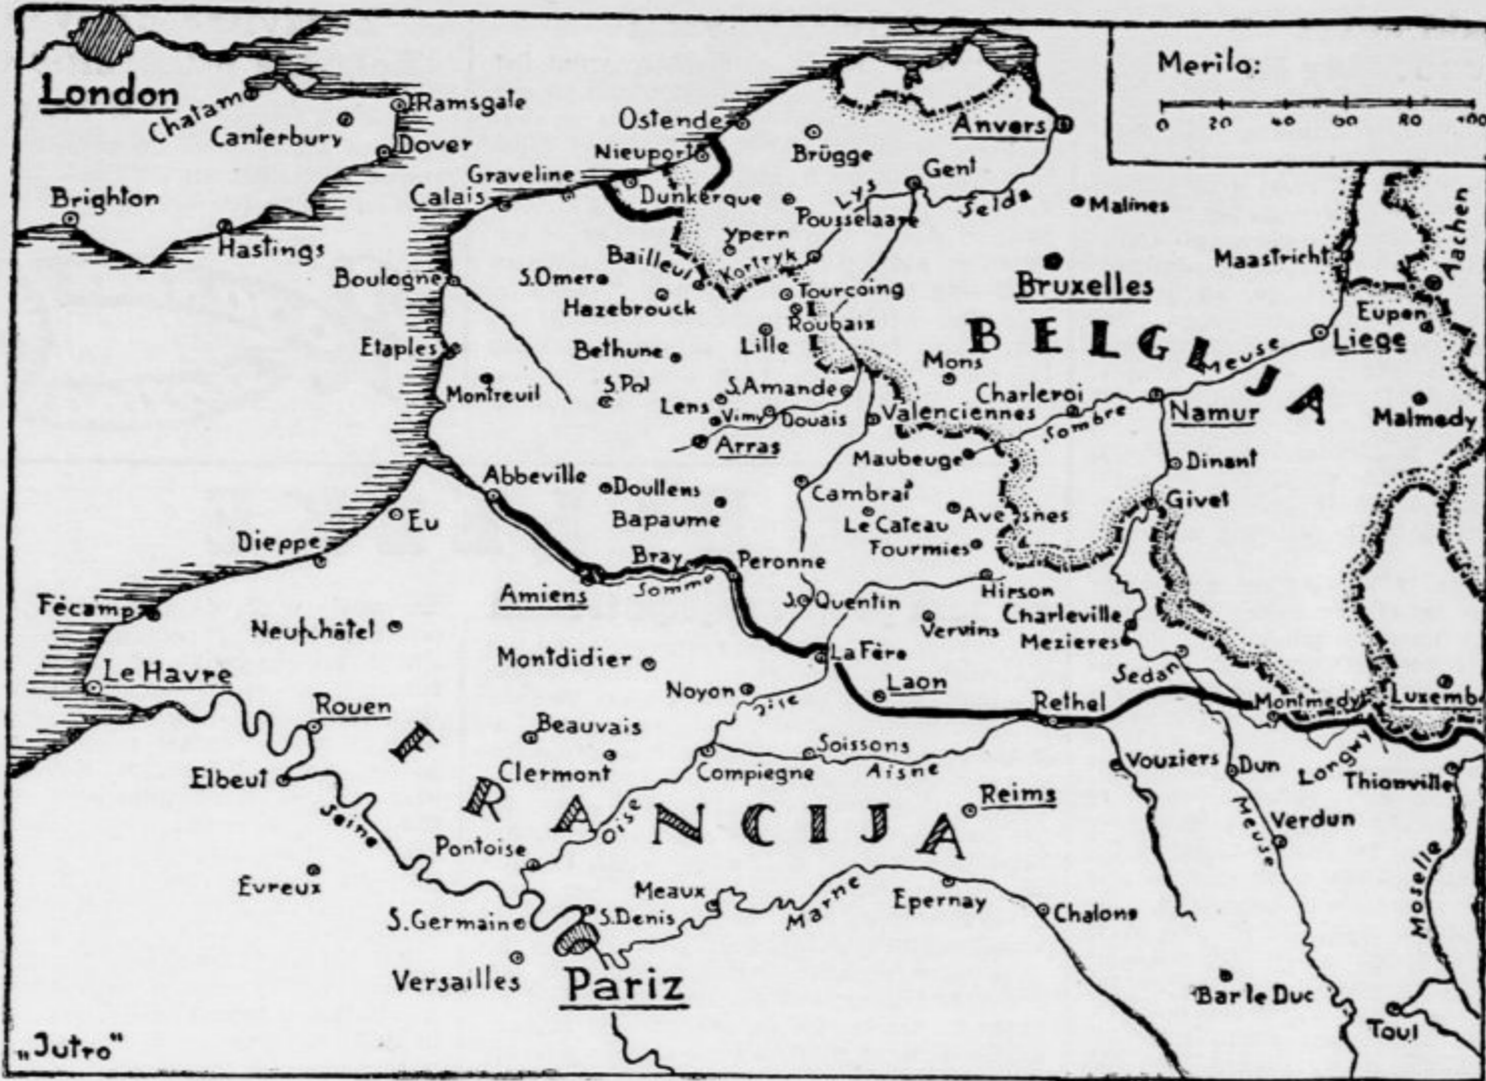 London
Chatam
Canterbury
Ramsgate
Dover
Brighton
Hastings
Merilo:
0 20 40 60 80 100
Ostende
Nieuport
Graveline
Calais
Dunkerque
Brügge
Anvers
Gent
Lys
Selda
Malines
Pousselaare
Ypern
Kortryk
Bailleul
Boulogne
S.Omer
Hazebrouck
Tourcoing
Roubaix
Bruxelles
Maastricht
Aachen
Eupen
Liege
BELGIJA
Meuse
Etaples
Bethune
Lille
Mons
Montreuil
S.Pol
S.Amand
Lens
Vimy
Douais
Valenciennes
Charleroi
Sombre
Namur
Malmedy
Arras
Maubeuge
Dinant
Abbeville
Doullens
Bapaume
Cambrai
Le Cateau
Avesnes
Givet
Fourmies
Eu
Dieppe
Bray
Peronne
Somme
Amiens
S.Quentin
Hirson
Fécamp
Neufchâtel
Vervins
Charleville
Mezieres
Montdidier
La Fère
Sedan
Le Havre
Noyon
Oise
Laon
Rethel
Montmedy
Luxemb
Rouen
Beauvais
Clermont
Compiegne
Soissons
Aisne
Vouziers
Dun
Longwy
Thionville
Elbeut
FRANCIJA
Reims
Seine
Oise
Pontoise
Verdun
Meuse
Moselle
Evreux
Meaux
Marne
Epernay
Chalons
S.Germain
S.Denis
Versailles
Pariz
Bar le Duc
Toul
„Jutro“